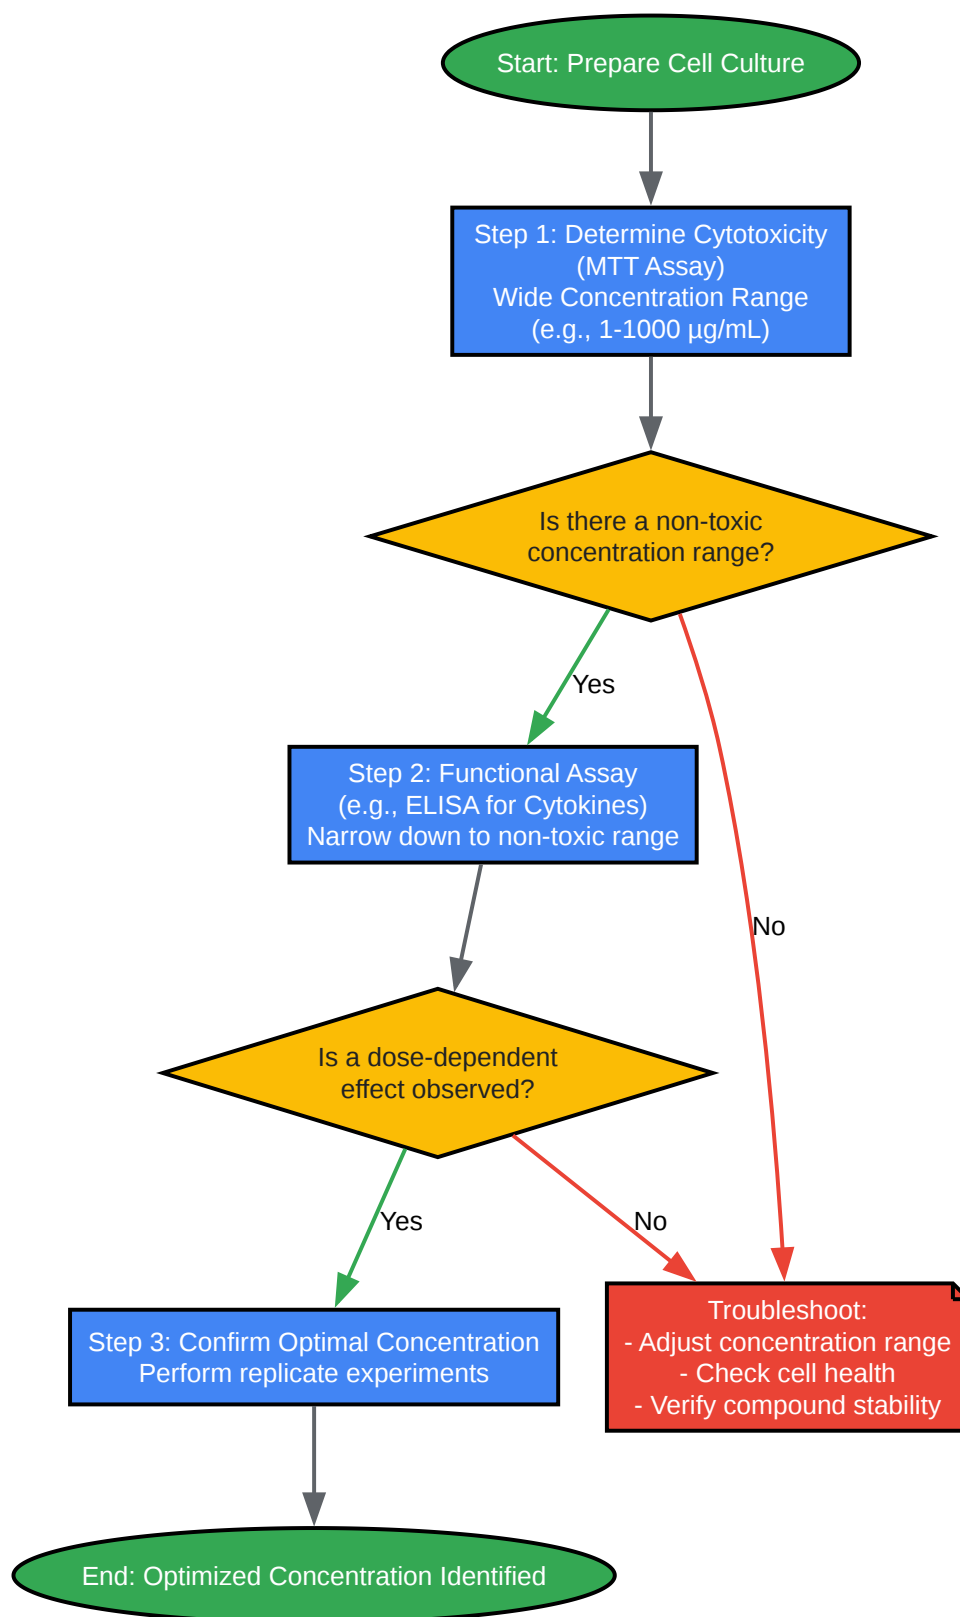 Start: Prepare Cell Culture
Step 1: Determine Cytotoxicity
(MTT Assay)
Wide Concentration Range
(e.g., 1-1000 µg/mL)
Is there a non-toxic
concentration range?
Yes
Step 2: Functional Assay
(e.g., ELISA for Cytokines)
Narrow down to non-toxic range
No
Is a dose-dependent
effect observed?
Yes
No
Step 3: Confirm Optimal Concentration
Perform replicate experiments
Troubleshoot:
- Adjust concentration range
- Check cell health
- Verify compound stability
End: Optimized Concentration Identified